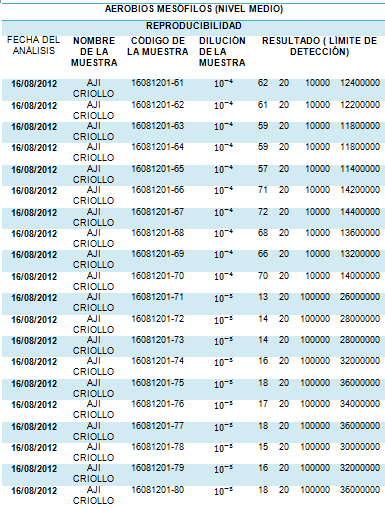 AEROBIOS MESÓFILOS (NIVEL MEDIO)
REPRODUCIBILIDAD
FECHA DEL ANÁLISIS NOMBRE DE LA MUESTRA CÓDIGO DE LA MUESTRA DILUCIÓN DE LA MUESTRA RESULTADO ( LÍMITE DE DETECCIÓN)
16/08/2012 AJI CRIOLLO 16081201-61 10⁻⁴ 62 20 10000 12400000
16/08/2012 AJI CRIOLLO 16081201-62 10⁻⁴ 61 20 10000 12200000
16/08/2012 AJI CRIOLLO 16081201-63 10⁻⁴ 59 20 10000 11800000
16/08/2012 AJI CRIOLLO 16081201-64 10⁻⁴ 59 20 10000 11800000
16/08/2012 AJI CRIOLLO 16081201-65 10⁻⁴ 57 20 10000 11400000
16/08/2012 AJI CRIOLLO 16081201-66 10⁻⁴ 71 20 10000 14200000
16/08/2012 AJI CRIOLLO 16081201-67 10⁻⁴ 72 20 10000 14400000
16/08/2012 AJI CRIOLLO 16081201-68 10⁻⁴ 68 20 10000 13600000
16/08/2012 AJI CRIOLLO 16081201-69 10⁻⁴ 66 20 10000 13200000
16/08/2012 AJI CRIOLLO 16081201-70 10⁻⁴ 70 20 10000 14000000
16/08/2012 AJI CRIOLLO 16081201-71 10⁻⁵ 13 20 100000 26000000
16/08/2012 AJI CRIOLLO 16081201-72 10⁻⁵ 14 20 100000 28000000
16/08/2012 AJI CRIOLLO 16081201-73 10⁻⁵ 14 20 100000 28000000
16/08/2012 AJI CRIOLLO 16081201-74 10⁻⁵ 16 20 100000 32000000
16/08/2012 AJI CRIOLLO 16081201-75 10⁻⁵ 18 20 100000 36000000
16/08/2012 AJI CRIOLLO 16081201-76 10⁻⁵ 17 20 100000 34000000
16/08/2012 AJI CRIOLLO 16081201-77 10⁻⁵ 18 20 100000 36000000
16/08/2012 AJI CRIOLLO 16081201-78 10⁻⁵ 15 20 100000 30000000
16/08/2012 AJI CRIOLLO 16081201-79 10⁻⁵ 16 20 100000 32000000
16/08/2012 AJI CRIOLLO 16081201-80 10⁻⁵ 18 20 100000 36000000